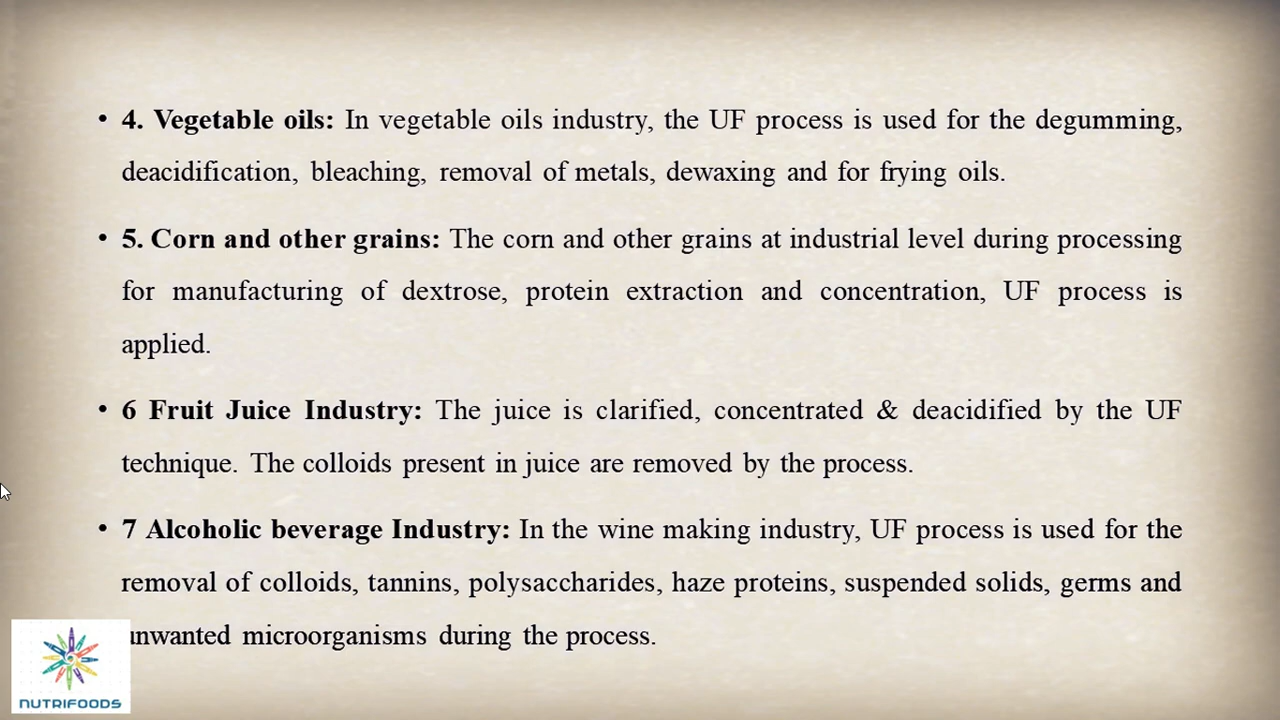 • 4. Vegetable oils: In vegetable oils industry, the UF process is used for the degumming,
deacidification, bleaching, removal of metals, dewaxing and for frying oils.
• 5. Corn and other grains: The corn and other grains at industrial level during processing
for manufacturing of dextrose, protein extraction and concentration, UF process is
applied.
• 6 Fruit Juice Industry: The juice is clarified, concentrated & deacidified by the UF
technique. The colloids present in juice are removed by the process.
• 7 Alcoholic beverage Industry: In the wine making industry, UF process is used for the
removal of colloids, tannins, polysaccharides, haze proteins, suspended solids, germs and
unwanted microorganisms during the process.
NUTRIFOODS